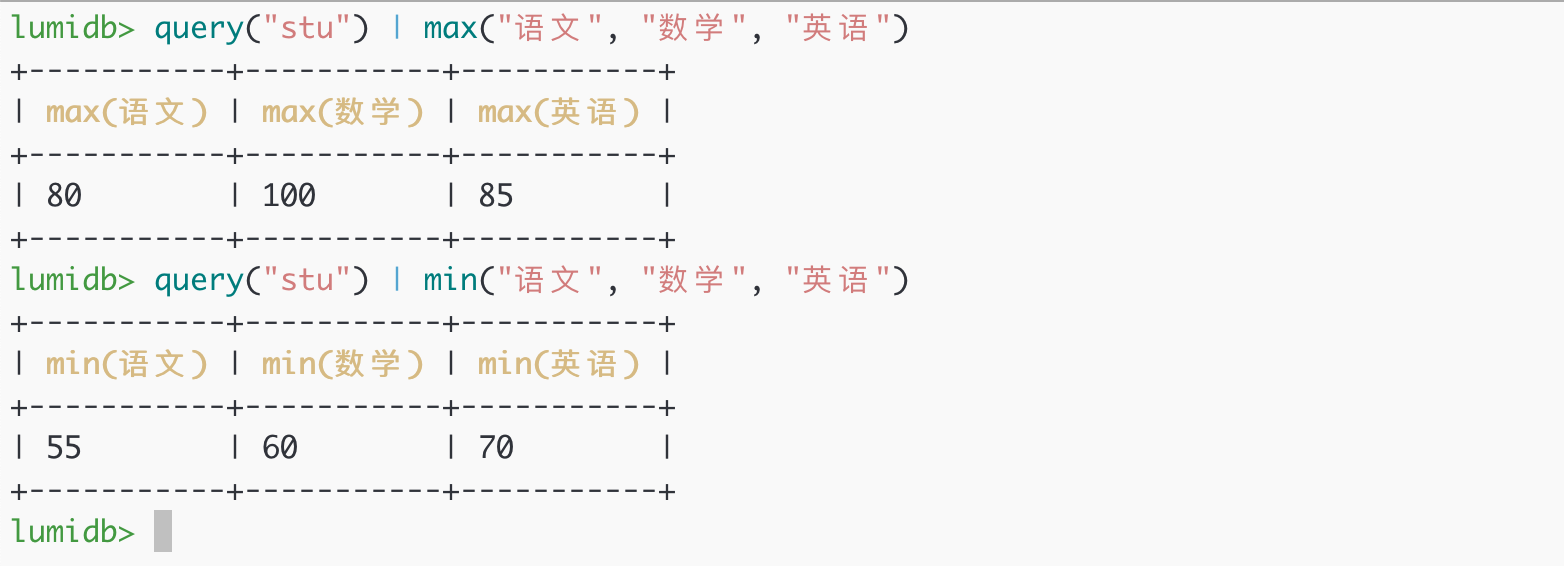 lumidb> query("stu") | max("语文", "数学", "英语")
+-----------+-----------+-----------+
| max(语文) | max(数学) | max(英语) |
+-----------+-----------+-----------+
| 80        | 100       | 85        |
+-----------+-----------+-----------+
lumidb> query("stu") | min("语文", "数学", "英语")
+-----------+-----------+-----------+
| min(语文) | min(数学) | min(英语) |
+-----------+-----------+-----------+
| 55        | 60        | 70        |
+-----------+-----------+-----------+
lumidb>